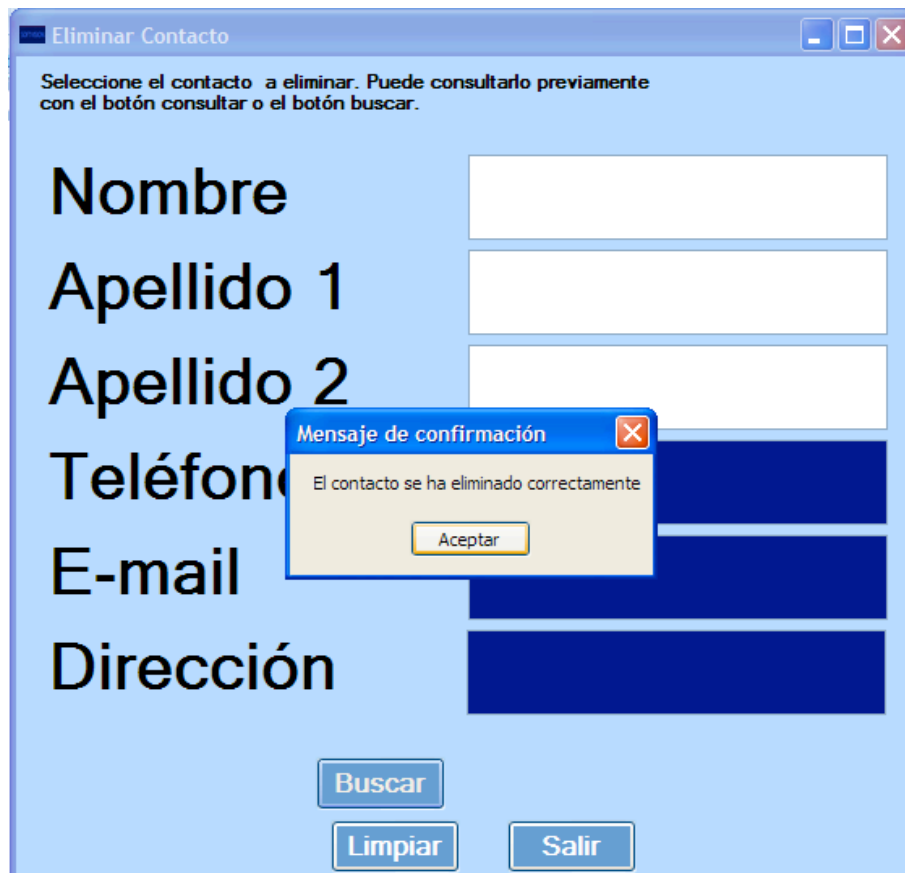 Eliminar Contacto
Seleccione el contacto a eliminar. Puede consultarlo previamente
con el botón consultar o el botón buscar.
Nombre
Apellido 1
Apellido 2
Mensaje de confirmación
Teléfono
El contacto se ha eliminado correctamente
Aceptar
E-mail
Dirección
Buscar
Limpiar
Salir